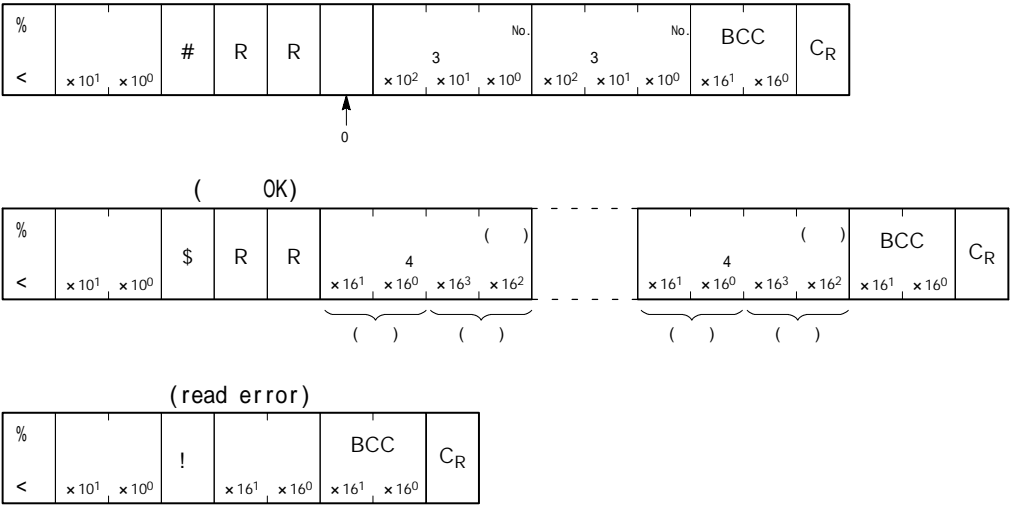 % No. No. BCC
# R R 3 3 C_R
< ×10¹ ×10⁰ ×10² ×10¹ ×10⁰ ×10² ×10¹ ×10⁰ ×16¹ ×16⁰
0
( OK)
% ( ) ( ) BCC
$ R R 4 4 C_R
< ×10¹ ×10⁰ ×16¹ ×16⁰ ×16³ ×16² ×16¹ ×16⁰ ×16³ ×16² ×16¹ ×16⁰
( ) ( ) ( ) ( )
(read error)
% BCC
! C_R
< ×10¹ ×10⁰ ×16¹ ×16⁰ ×16¹ ×16⁰